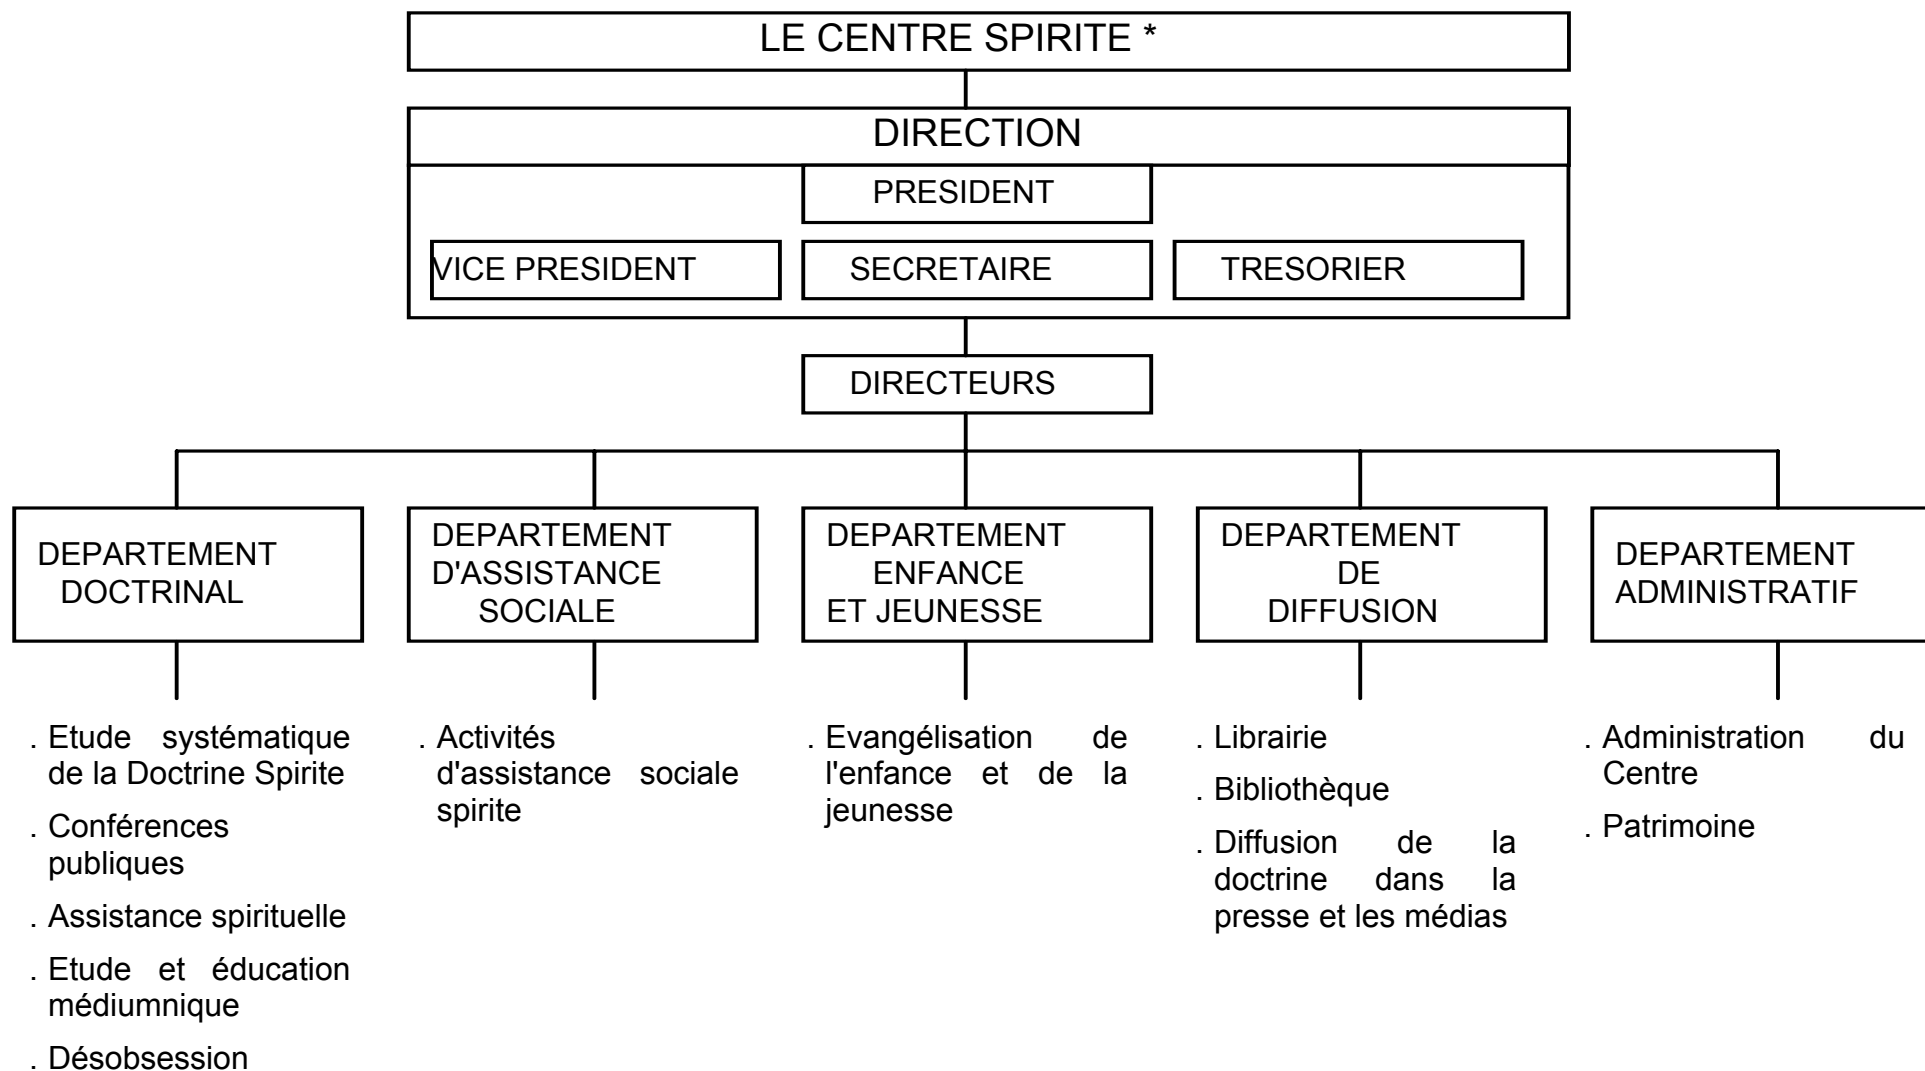 LE CENTRE SPIRITE *
DIRECTION
PRESIDENT
VICE PRESIDENT
SECRETAIRE
TRESORIER
DIRECTEURS
DEPARTEMENT
DOCTRINAL
DEPARTEMENT
D'ASSISTANCE
SOCIALE
DEPARTEMENT
ENFANCE
ET JEUNESSE
DEPARTEMENT
DE
DIFFUSION
DEPARTEMENT
ADMINISTRATIF
. Etude systématique
de la Doctrine Spirite
. Conférences
publiques
. Assistance spirituelle
. Etude et éducation
médiumnique
. Désobsession
. Activités
d'assistance sociale
spirite
. Evangélisation de
l'enfance et de la
jeunesse
. Librairie
. Bibliothèque
. Diffusion de la
doctrine dans la
presse et les médias
. Administration du
Centre
. Patrimoine